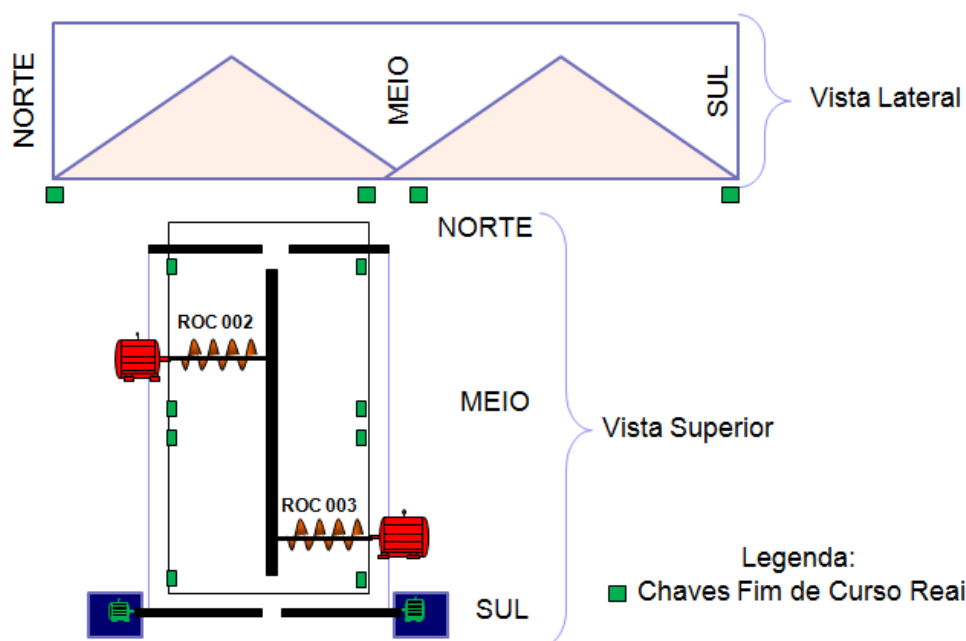 NORTE
MEIO
SUL
Vista Lateral
NORTE
ROC 002
MEIO
Vista Superior
ROC 003
Legenda:
Chaves Fim de Curso Reai
SUL